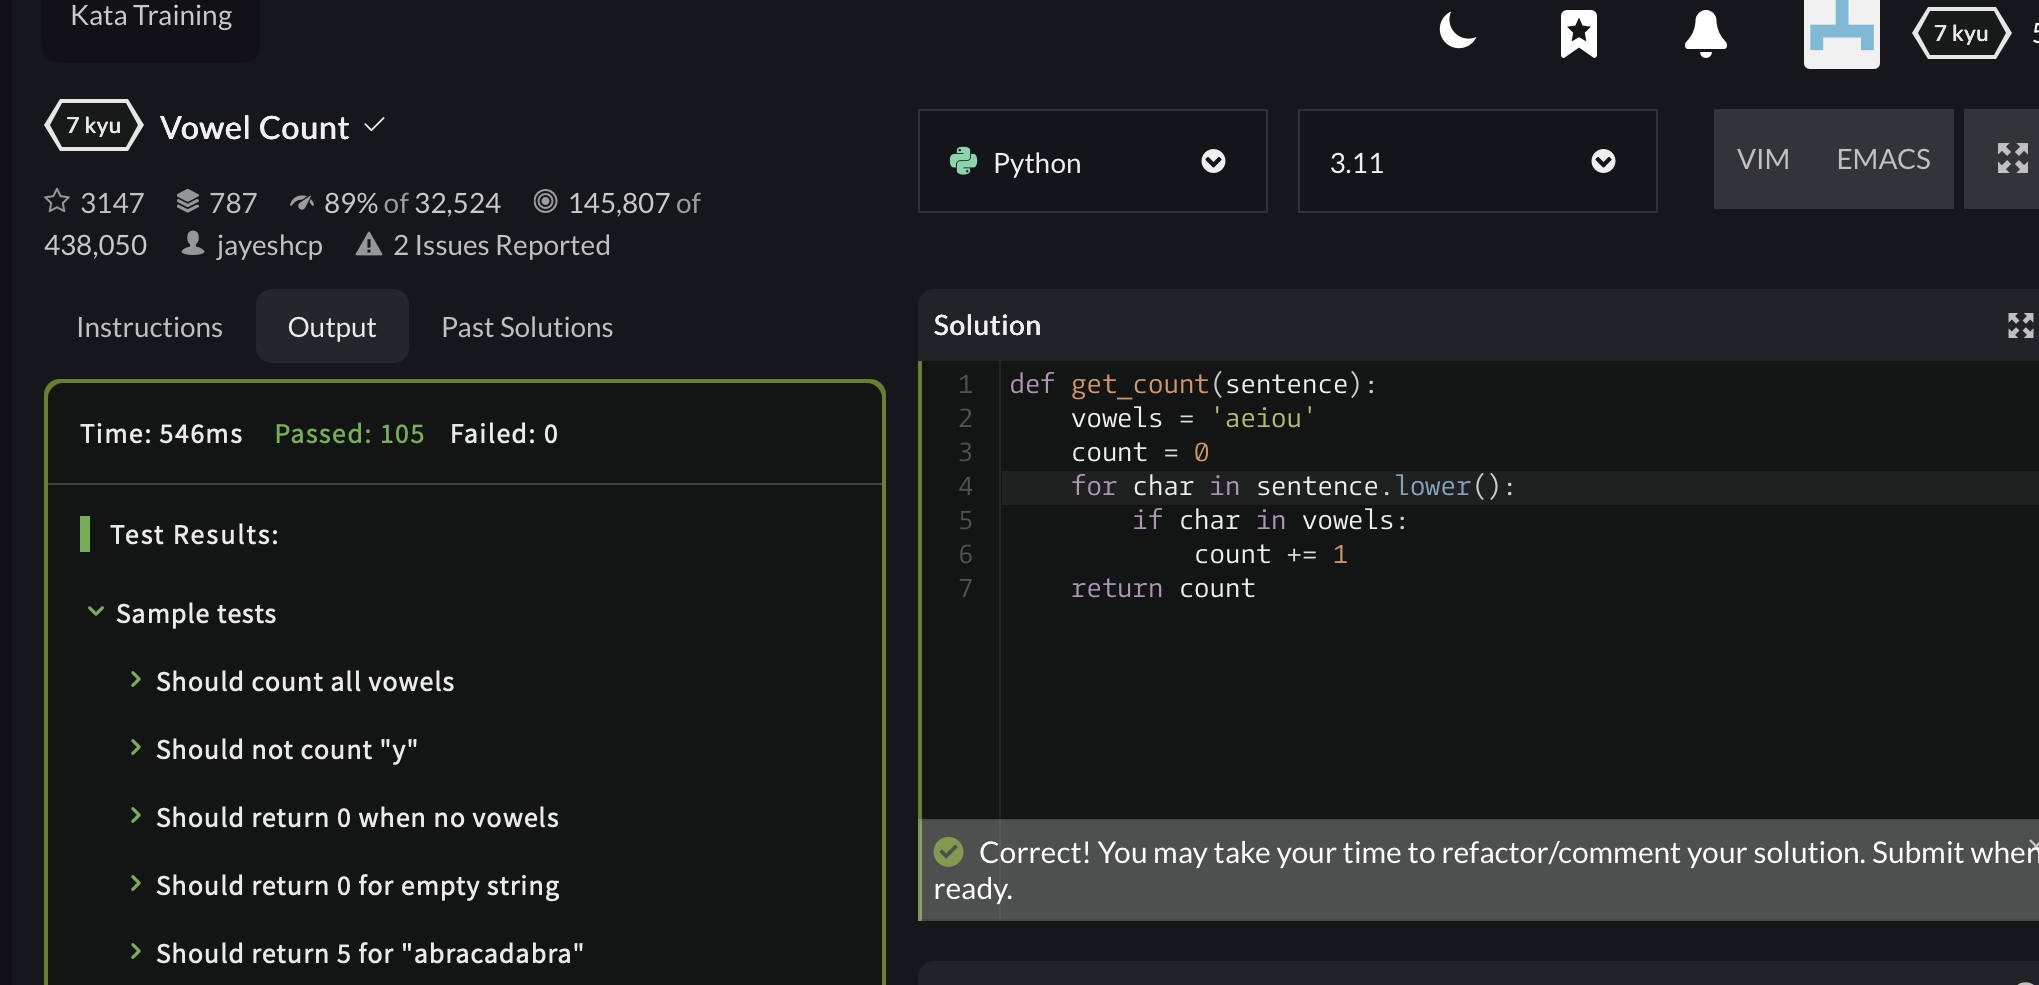 Kata Training
7 kyu
7 kyu Vowel Count
3147 787 89% of 32,524 145,807 of
438,050 jayeshcp 2 Issues Reported
Instructions Output Past Solutions
Time: 546ms Passed: 105 Failed: 0
Test Results:
Sample tests
Should count all vowels
Should not count "y"
Should return 0 when no vowels
Should return 0 for empty string
Should return 5 for "abracadabra"
Python 3.11 VIM EMACS
Solution
1 def get_count(sentence):
2     vowels = 'aeiou'
3     count = 0
4     for char in sentence.lower():
5         if char in vowels:
6             count += 1
7     return count
Correct! You may take your time to refactor/comment your solution. Submit when
ready.